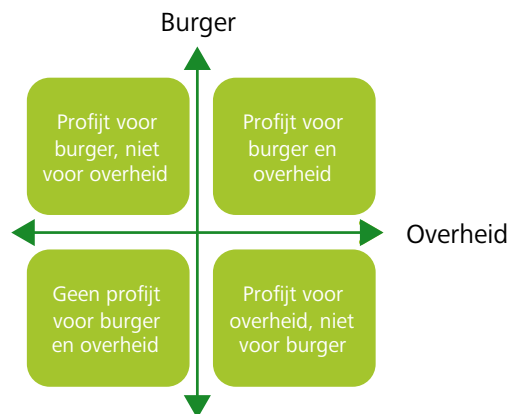 Burger
Profijt voor
burger, niet
voor overheid
Profijt voor
burger en
overheid
Overheid
Geen profijt
voor burger
en overheid
Profijt voor
overheid, niet
voor burger